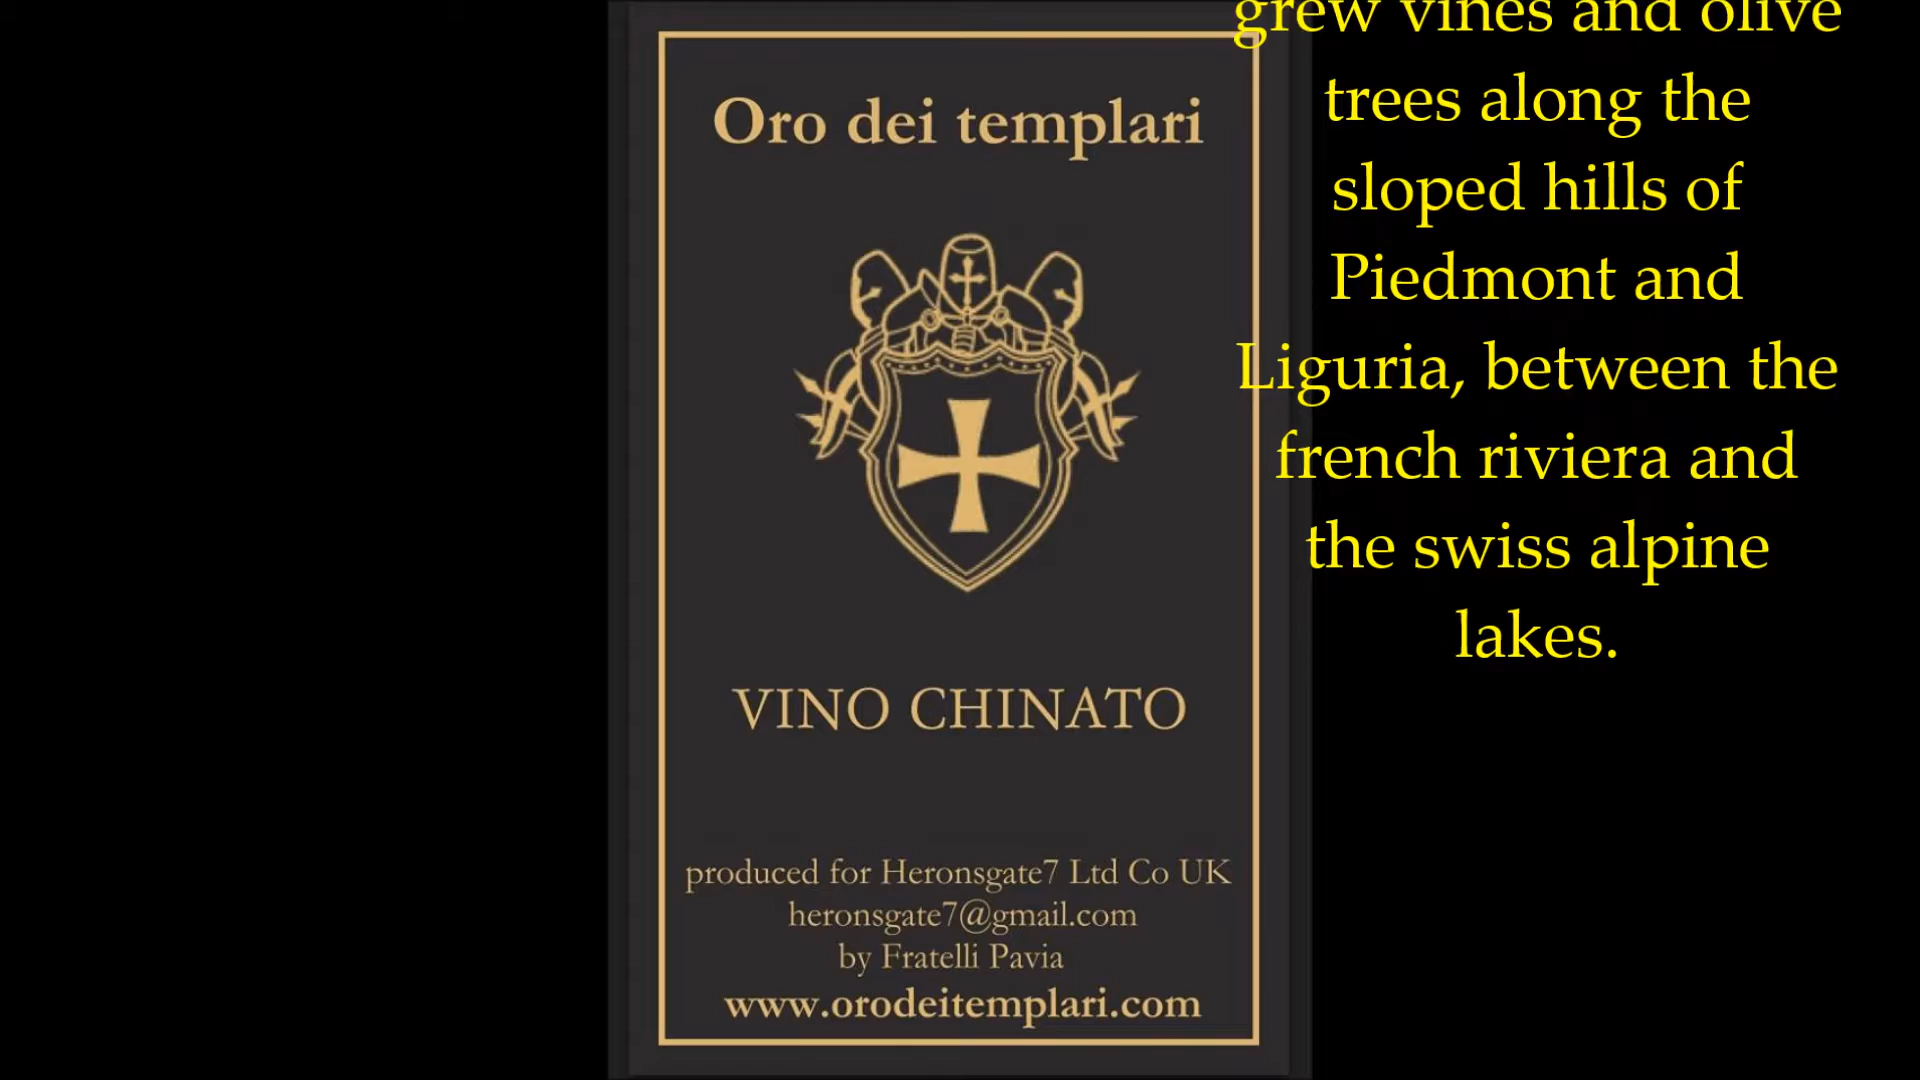 Oro dei templari
VINO CHINATO
produced for Heronsgate7 Ltd Co UK
heronsgate7@gmail.com
by Fratelli Pavia
www.orodeitemplari.com
grew vines and olive
trees along the
sloped hills of
Piedmont and
Liguria, between the
french riviera and
the swiss alpine
lakes.